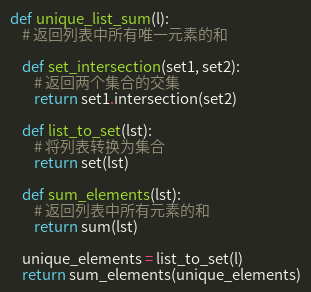 def unique_list_sum(l):
    # 返回列表中所有唯一元素的和

    def set_intersection(set1, set2):
        # 返回两个集合的交集
        return set1.intersection(set2)

    def list_to_set(lst):
        # 将列表转换为集合
        return set(lst)

    def sum_elements(lst):
        # 返回列表中所有元素的和
        return sum(lst)

    unique_elements = list_to_set(l)
    return sum_elements(unique_elements)